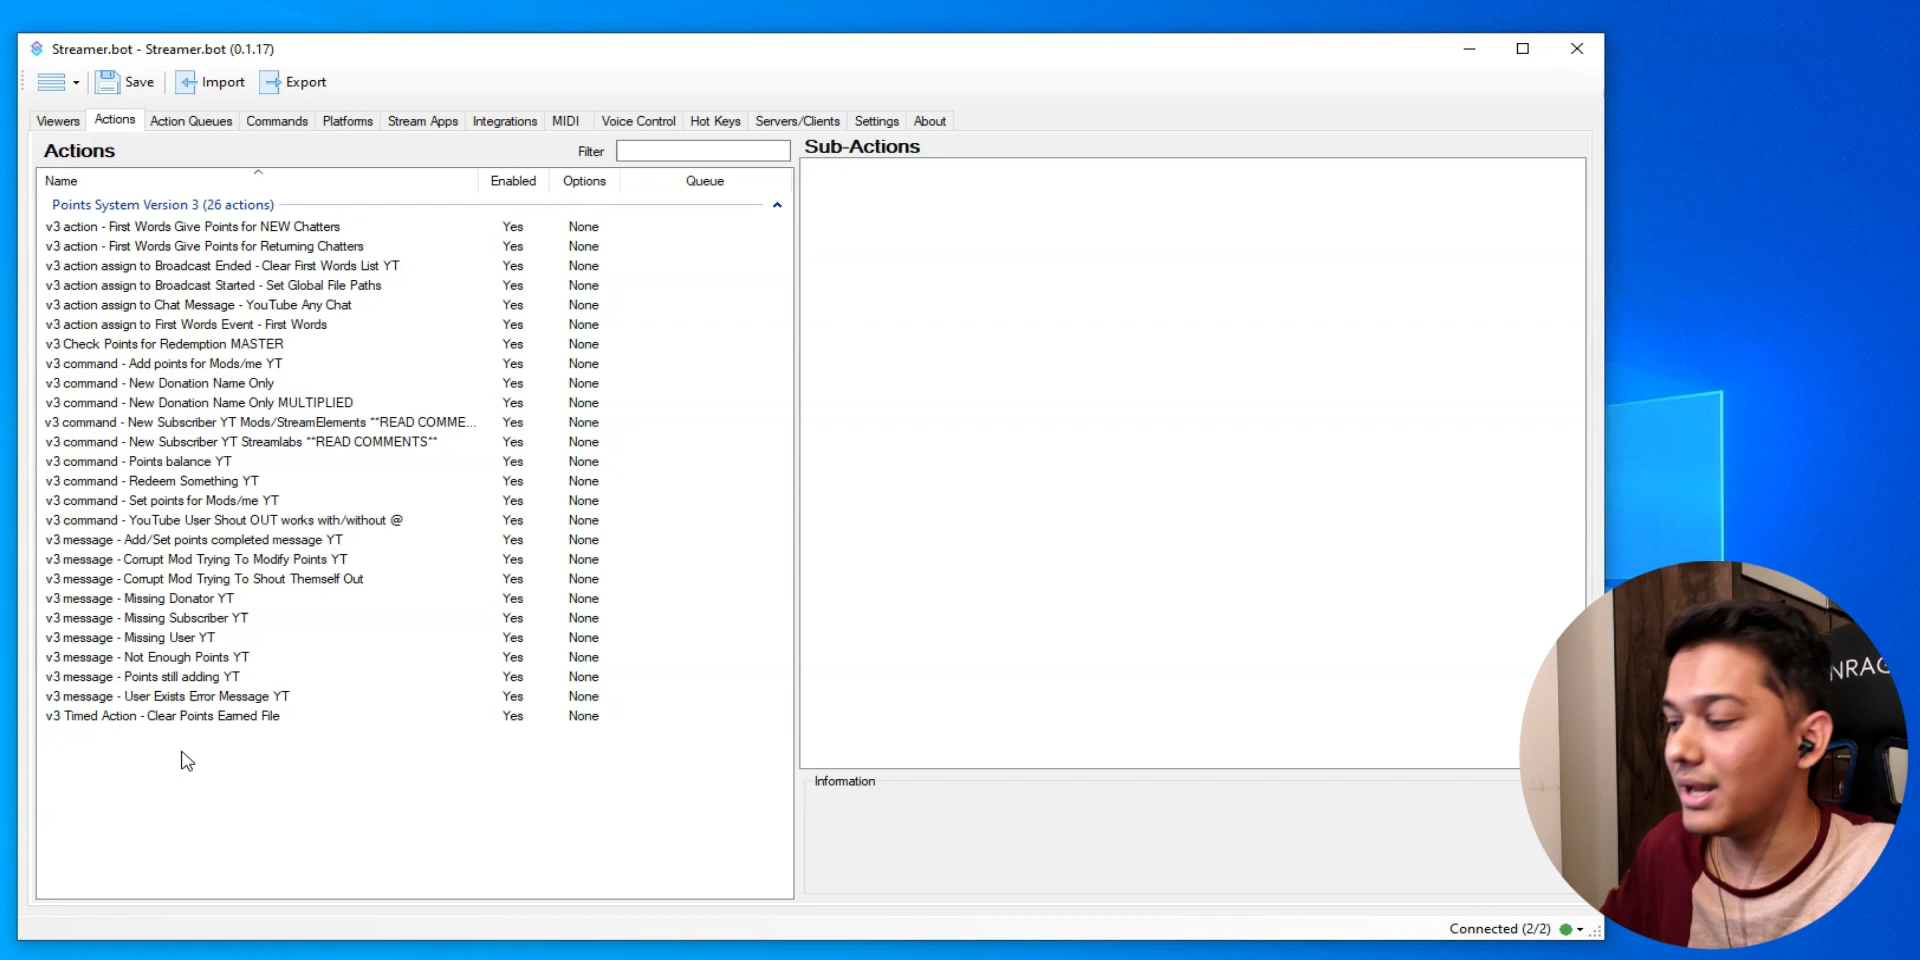 Streamer.bot - Streamer.bot (0.1.17)
Save Import Export
Viewers Actions Action Queues Commands Platforms Stream Apps Integrations MIDI Voice Control Hot Keys Servers/Clients Settings About
Actions Filter Sub-Actions
Name Enabled Options Queue
Points System Version 3 (26 actions)
v3 action - First Words Give Points for NEW Chatters Yes None
v3 action - First Words Give Points for Returning Chatters Yes None
v3 action assign to Broadcast Ended - Clear First Words List YT Yes None
v3 action assign to Broadcast Started - Set Global File Paths Yes None
v3 action assign to Chat Message - YouTube Any Chat Yes None
v3 action assign to First Words Event - First Words Yes None
v3 Check Points for Redemption MASTER Yes None
v3 command - Add points for Mods/me YT Yes None
v3 command - New Donation Name Only Yes None
v3 command - New Donation Name Only MULTIPLIED Yes None
v3 command - New Subscriber YT Mods/StreamElements **READ COMME... Yes None
v3 command - New Subscriber YT Streamlabs **READ COMMENTS** Yes None
v3 command - Points balance YT Yes None
v3 command - Redeem Something YT Yes None
v3 command - Set points for Mods/me YT Yes None
v3 command - YouTube User Shout OUT works with/without @ Yes None
v3 message - Add/Set points completed message YT Yes None
v3 message - Corrupt Mod Trying To Modify Points YT Yes None
v3 message - Corrupt Mod Trying To Shout Themself Out Yes None
v3 message - Missing Donator YT Yes None
v3 message - Missing Subscriber YT Yes None
v3 message - Missing User YT Yes None
v3 message - Not Enough Points YT Yes None
v3 message - Points still adding YT Yes None
v3 message - User Exists Error Message YT Yes None
v3 Timed Action - Clear Points Earned File Yes None
Information
NRAG
Connected (2/2)